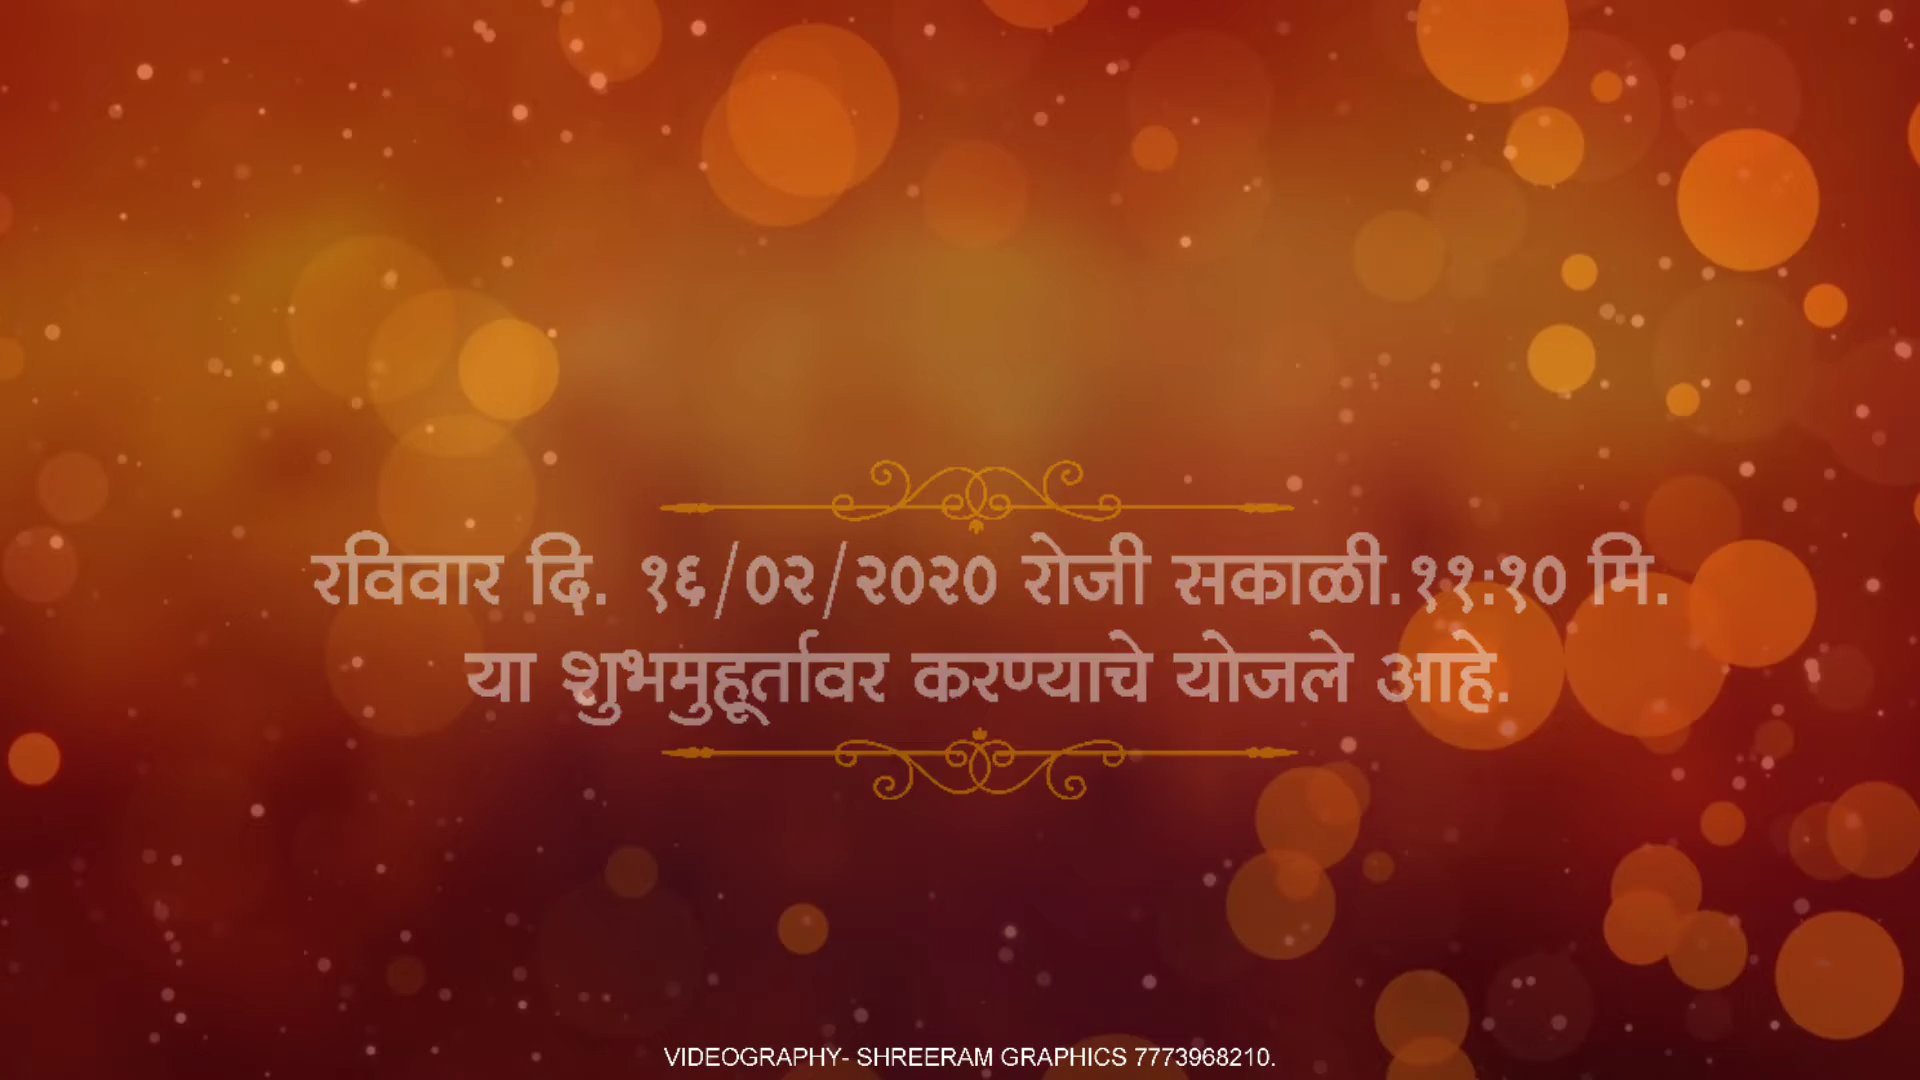 रविवार दि. १६/०२/२०२० रोजी सकाळी.११:१० मि.
या शुभमुहूर्तावर करण्याचे योजले आहे.
VIDEOGRAPHY- SHREERAM GRAPHICS 7773968210.